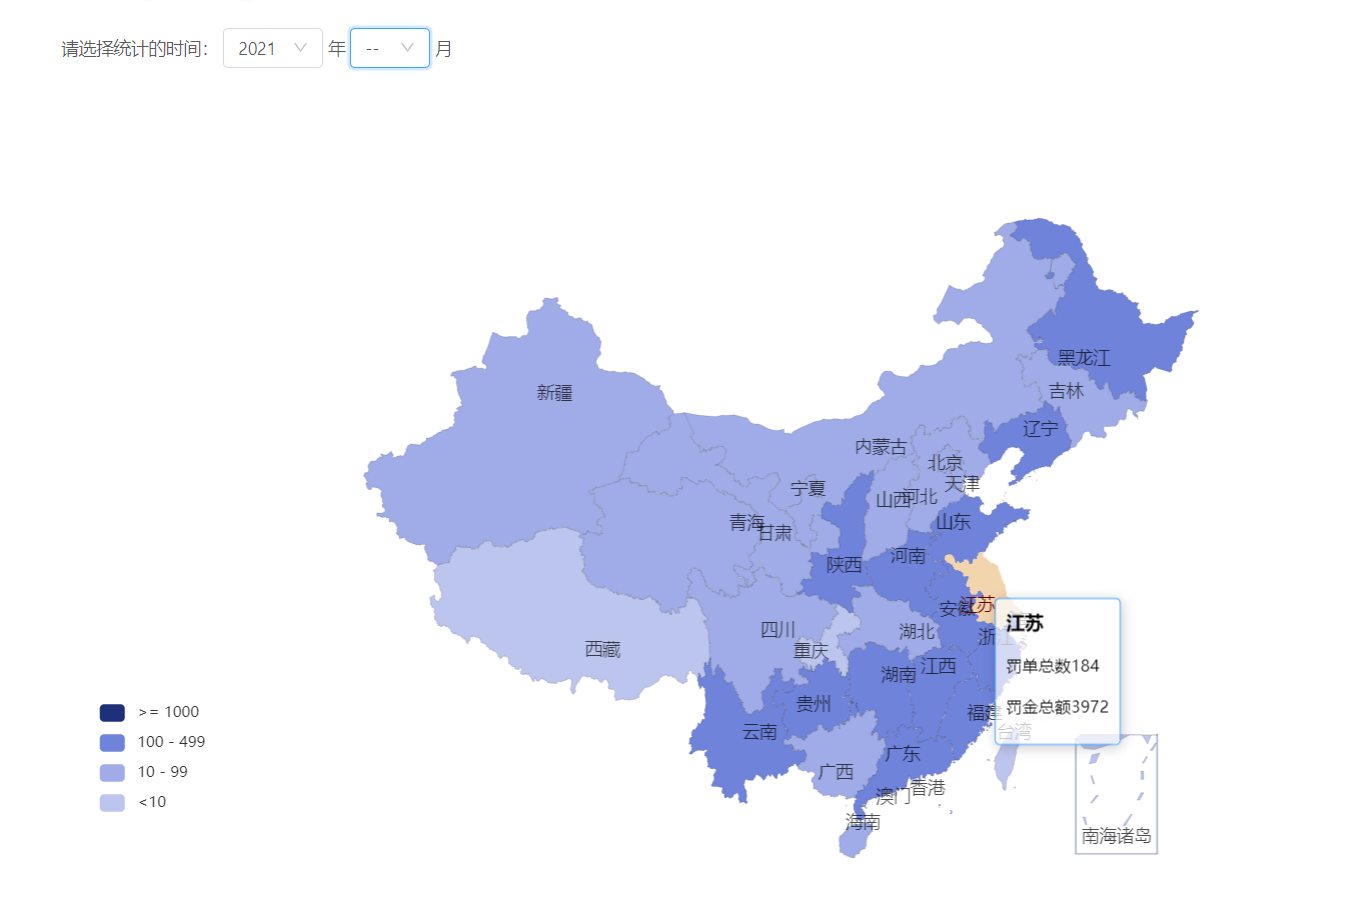 请选择统计的时间： 2021 年 -- 月
黑龙江
吉林
新疆
辽宁
内蒙古
北京
天津
宁夏
山西
河北
青海
甘肃
山东
河南
陕西
安徽
江苏
浙江
四川
湖北
重庆
西藏
江西
湖南
贵州
福建
云南
台湾
广东
广西
香港
澳门
海南
南海诸岛
江苏
罚单总数184
罚金总额3972
>= 1000
100 - 499
10 - 99
<10